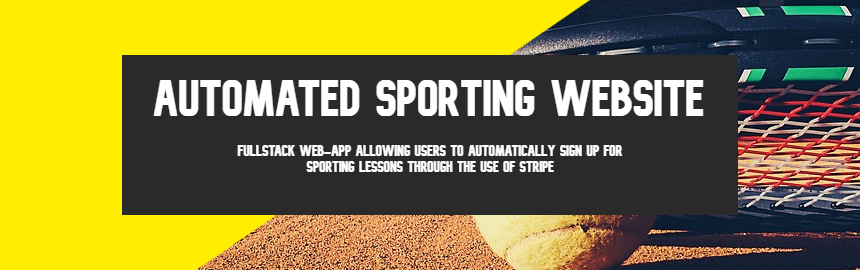 AUTOMATED SPORTING WEBSITE
FULLSTACK WEB-APP ALLOWING USERS TO AUTOMATICALLY SIGN UP FOR
SPORTING LESSONS THROUGH THE USE OF STRIPE